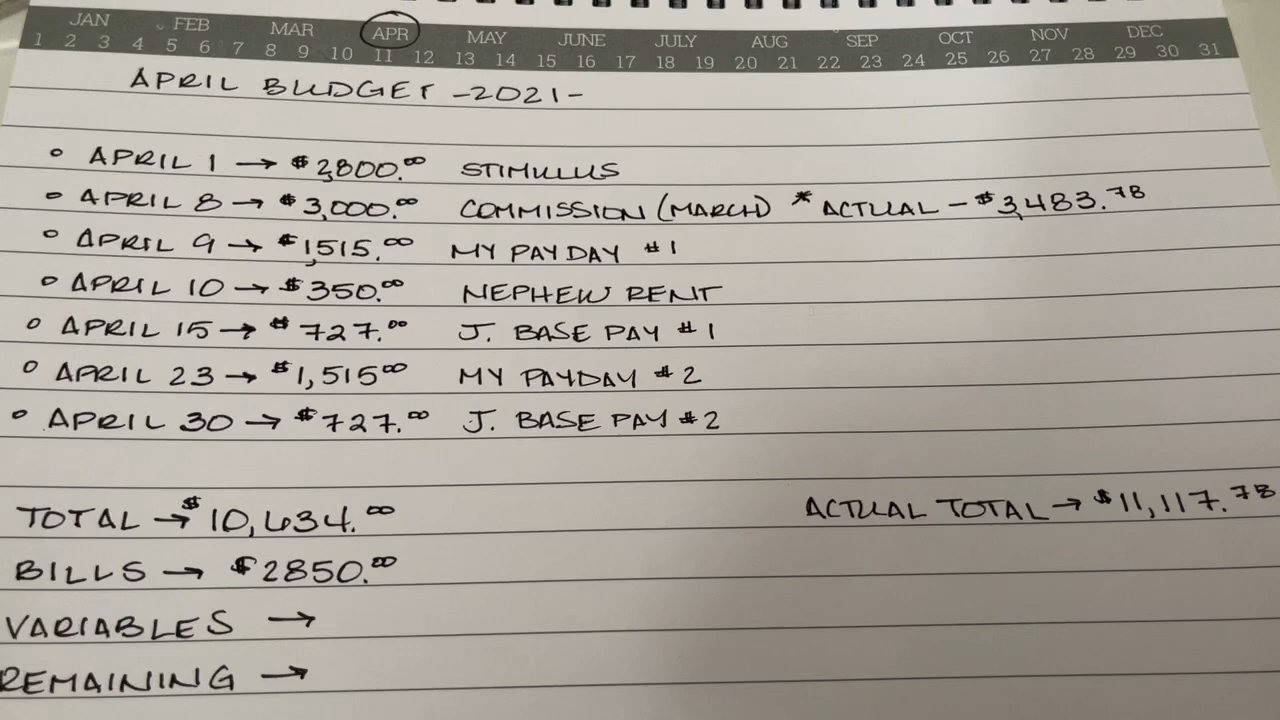 JAN FEB MAR APR MAY JUNE JULY AUG SEP OCT NOV DEC
1 2 3 4 5 6 7 8 9 10 11 12 13 14 15 16 17 18 19 20 21 22 23 24 25 26 27 28 29 30 31
APRIL BUDGET -2021-
APRIL 1 → $2,800.00 STIMULUS
APRIL 8 → $3,000.00 COMMISSION (MARCH) * ACTUAL - $3,483.78
APRIL 9 → $1,515.00 MY PAYDAY #1
APRIL 10 → $350.00 NEPHEW RENT
APRIL 15 → $727.00 J. BASE PAY #1
APRIL 23 → $1,515.00 MY PAYDAY #2
APRIL 30 → $727.00 J. BASE PAY #2
TOTAL → $10,634.00 ACTUAL TOTAL → $11,117.78
BILLS → $2850.00
VARIABLES →
REMAINING →